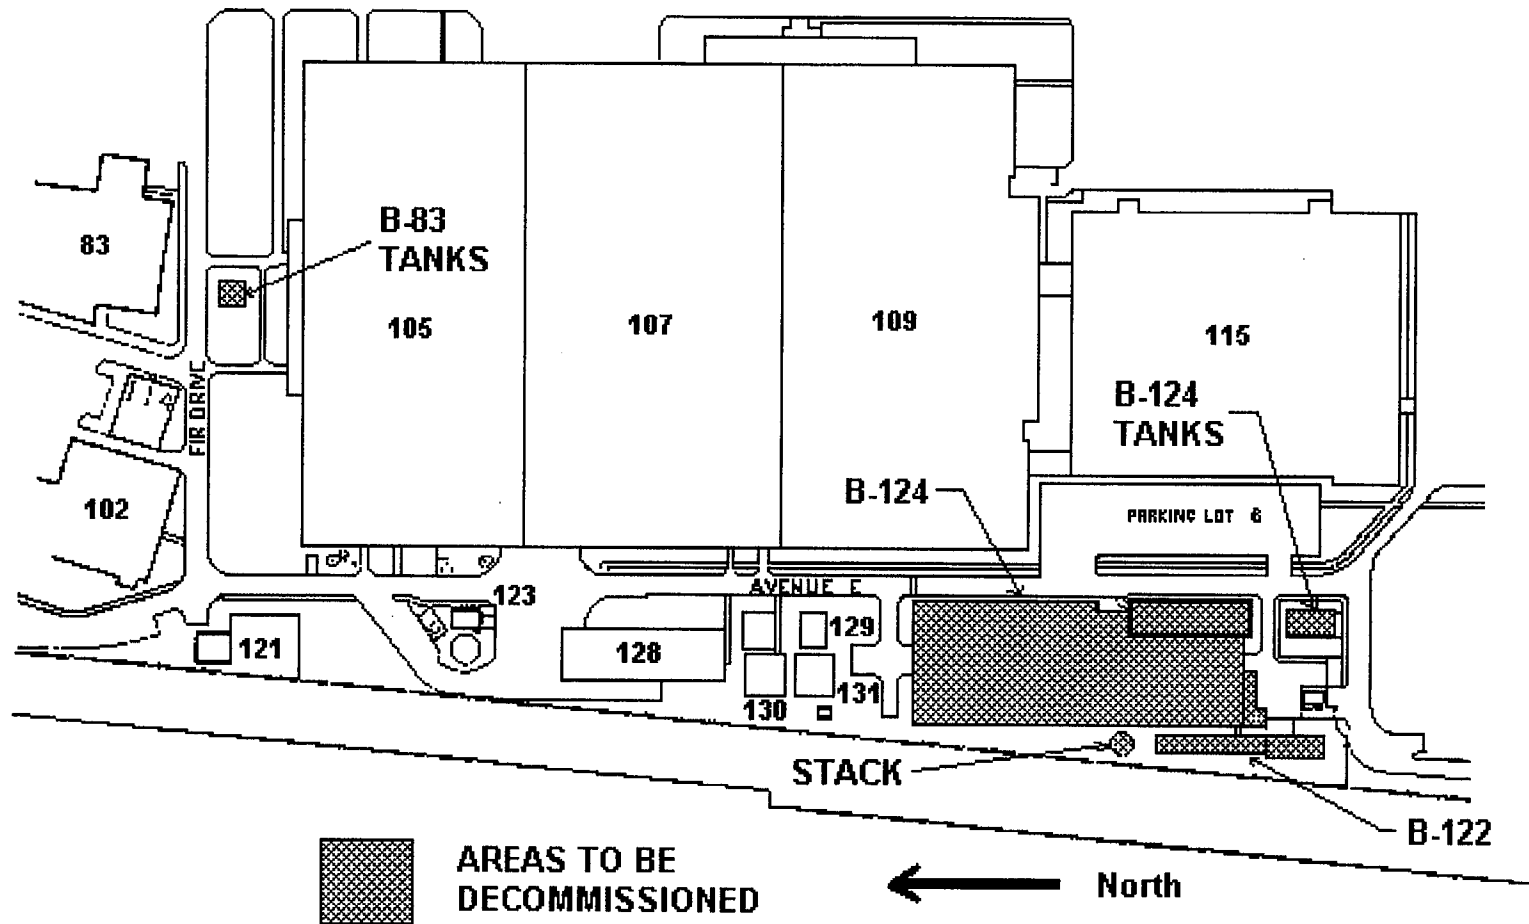 83
B-83
TANKS
105
107
109
115
B-124
TANKS
FIR DRIVE
114
102
B-124
PARKING LOT 6
AVENUE E
123
121
128
129
130
131
STACK
B-122
AREAS TO BE
DECOMMISSIONED
North